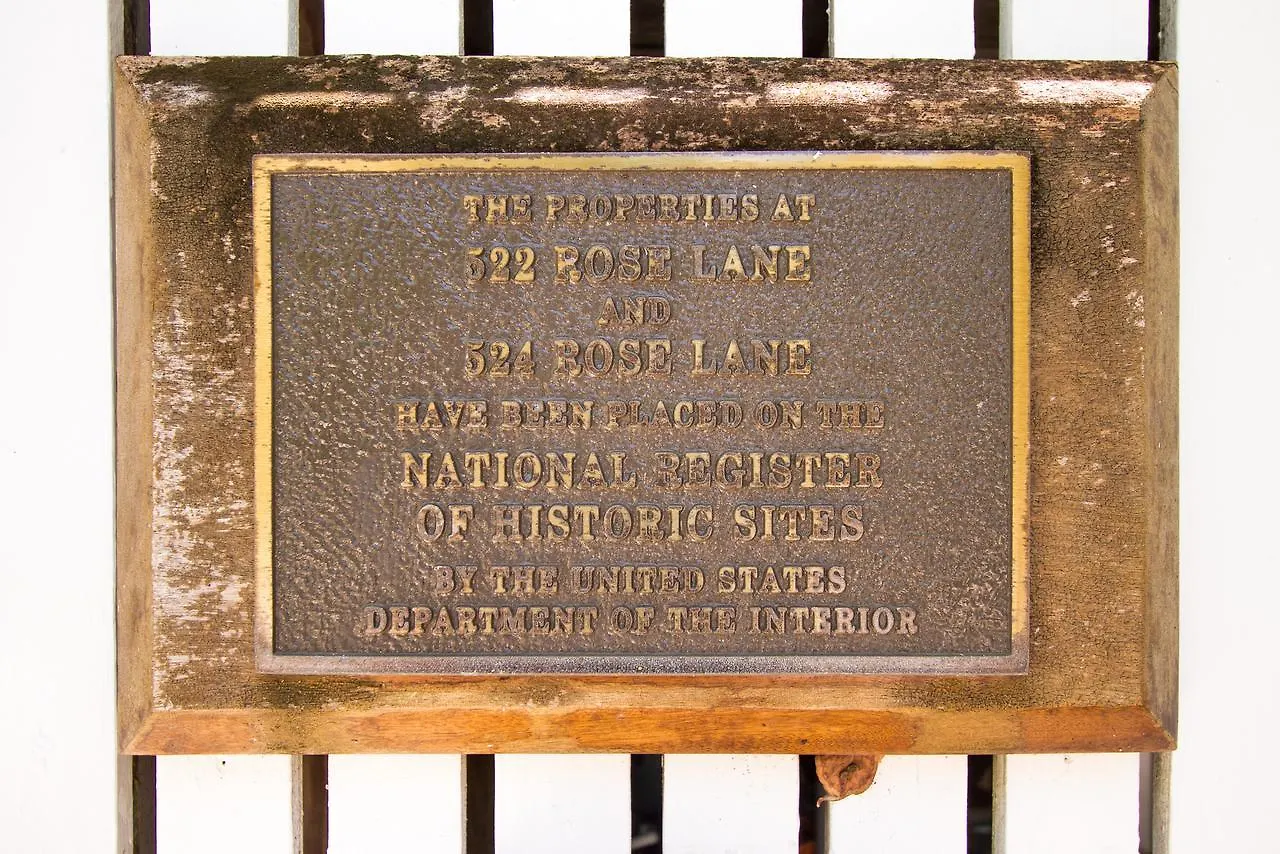 THE PROPERTIES AT
522 ROSE LANE
AND
524 ROSE LANE
HAVE BEEN PLACED ON THE
NATIONAL REGISTER
OF HISTORIC SITES
BY THE UNITED STATES
DEPARTMENT OF THE INTERIOR